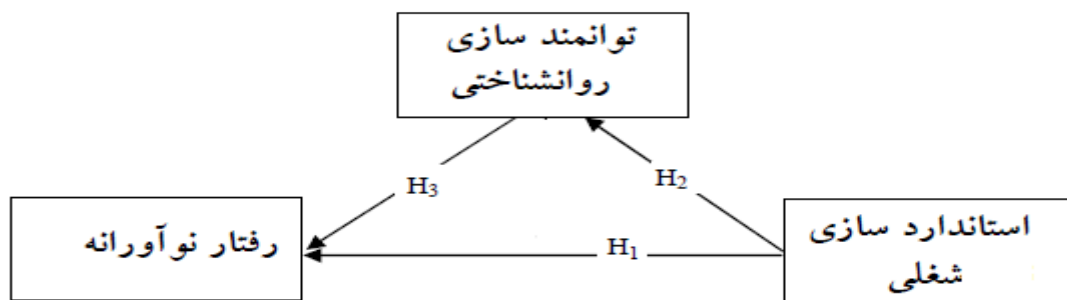 توانمند سازی
روانشناختی
H₃
H₂
استاندارد سازی
شغلی
رفتار نوآورانه
H₁